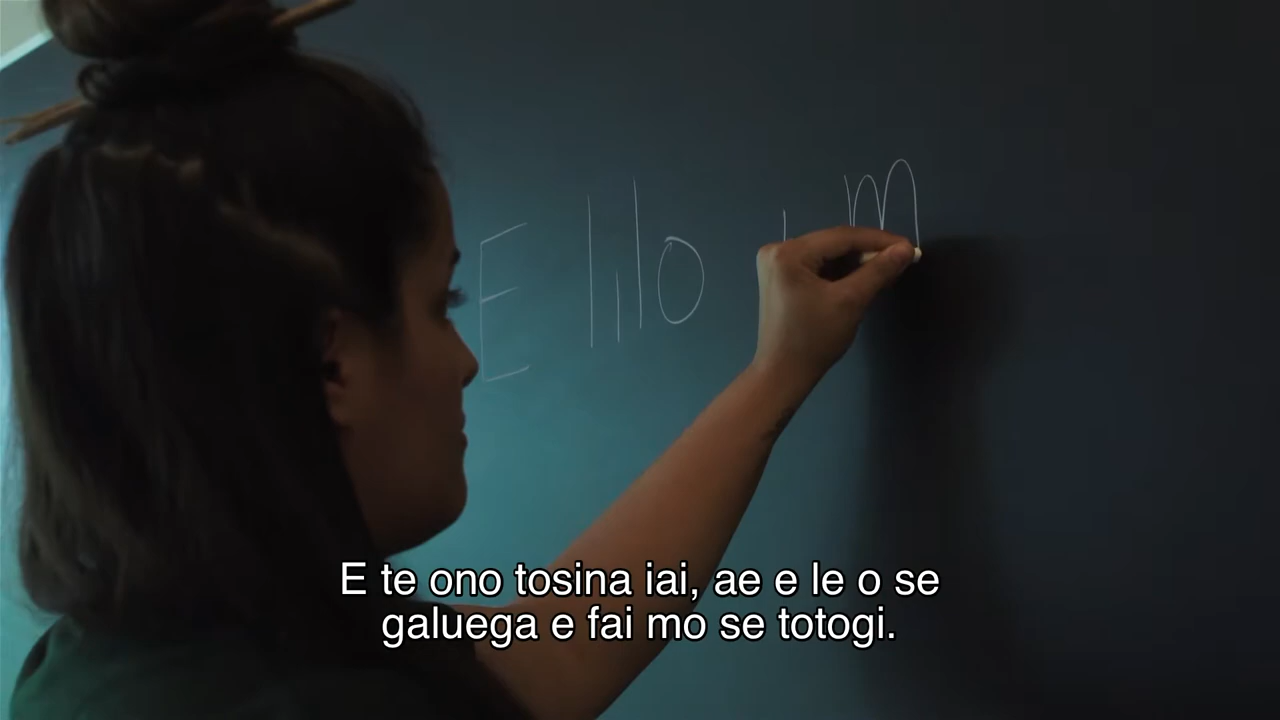 E lilo i m
E te ono tosina iai, ae e le o se
galuega e fai mo se totogi.